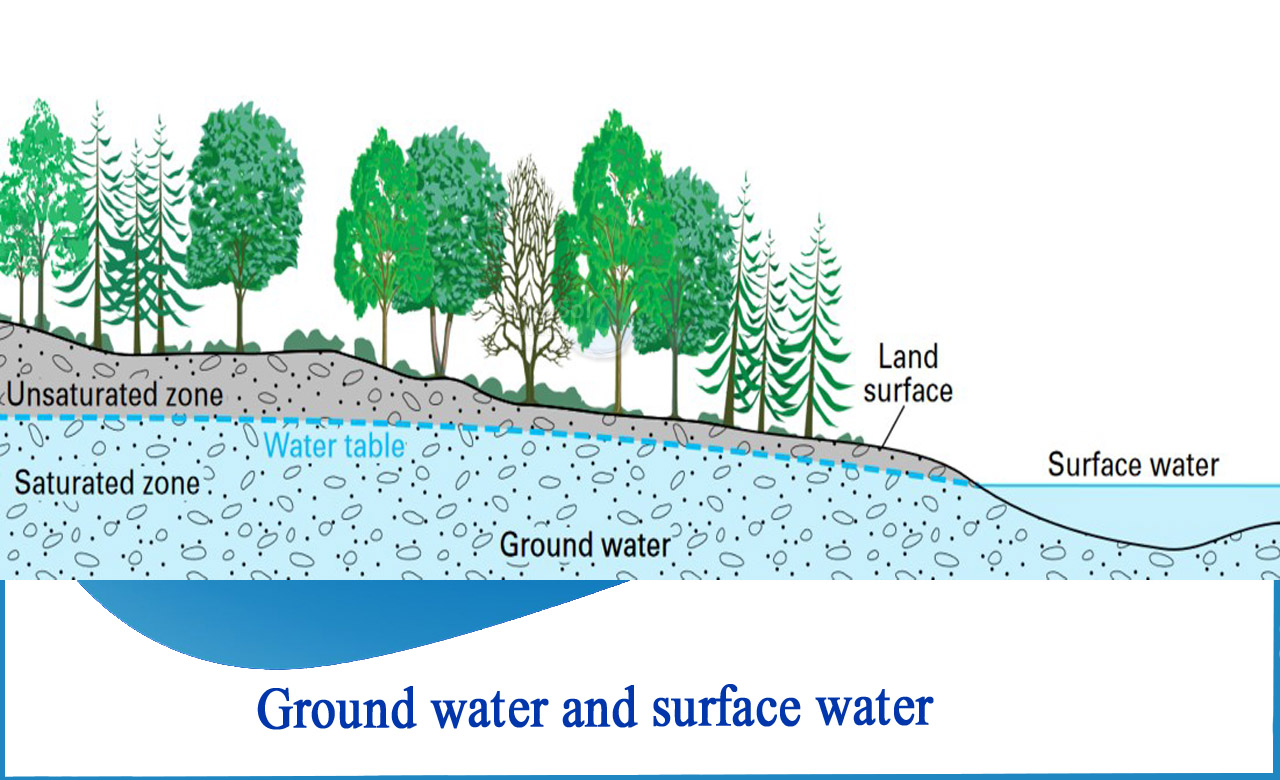 Land
surface
Unsaturated zone
Water table
Surface water
Saturated zone
Ground water
Ground water and surface water